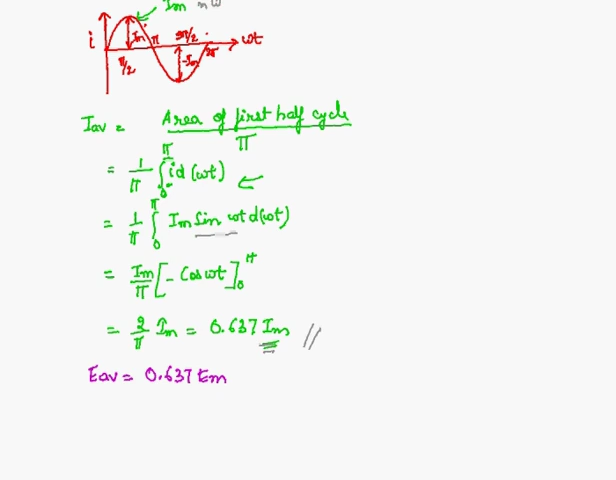 Im
i Im π 3π/2 ωt
π/2 -Im 2π
Iav = Area of first half cycle
π
= 1/π ∫₀^π i d(ωt)
= 1/π ∫₀^π Im Sin ωt d(ωt)
= Im/π [- Cos ωt]₀^π
= 2/π Im = 0.637 Im //
Eav = 0.637 Em